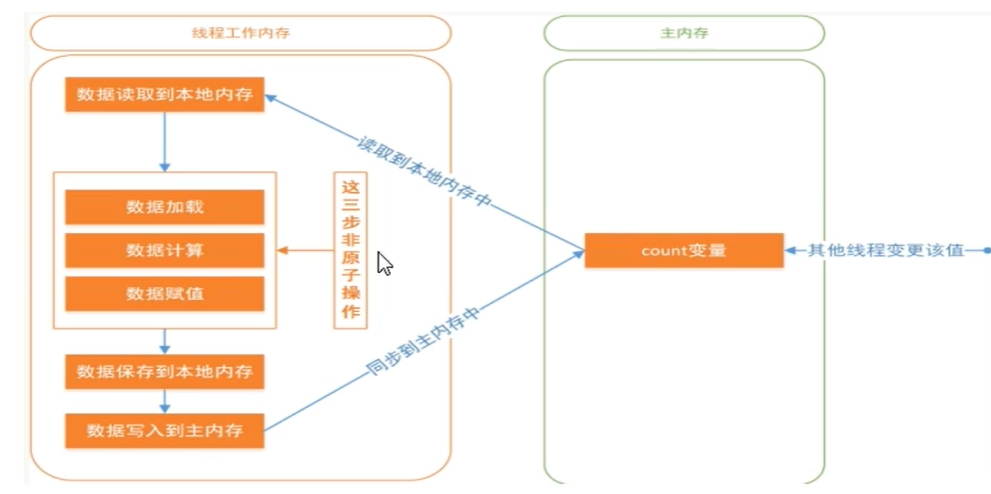 线程工作内存
主内存
数据读取到本地内存
读取到本地内存中
数据加载
数据计算
数据赋值
这三步非原子操作
count变量
其他线程变更该值
同步到主内存中
数据保存到本地内存
数据写入到主内存